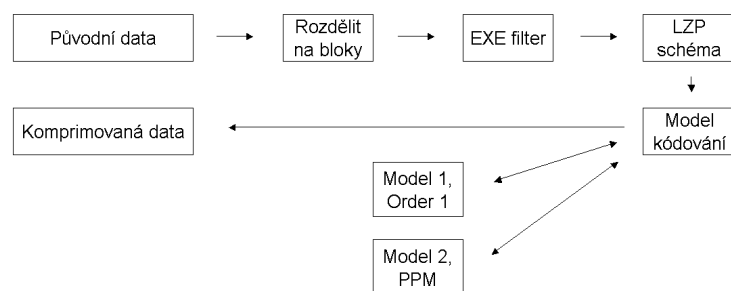 Původní data
Rozdělit
na bloky
EXE filter
LZP
schéma
Komprimovaná data
Model
kódování
Model 1,
Order 1
Model 2,
PPM